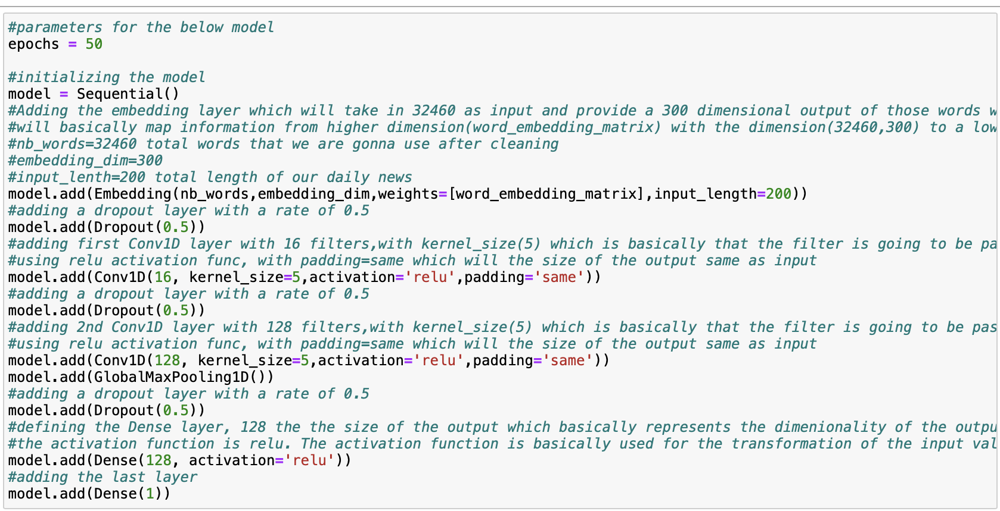 #parameters for the below model
epochs = 50
#initializing the model
model = Sequential()
#Adding the embedding layer which will take in 32460 as input and provide a 300 dimensional output of those words
#will basically map information from higher dimension(word_embedding_matrix) with the dimension(32460,300) to a
#nb_words=32460 total words that we are gonna use after cleaning
#embedding_dim=300
#input_lenth=200 total length of our daily news
model.add(Embedding(nb_words,embedding_dim,weights=[word_embedding_matrix],input_length=200))
#adding a dropout layer with a rate of 0.5
model.add(Dropout(0.5))
#adding first Conv1D layer with 16 filters,with kernel_size(5) which is basically that the filter is going to be
#using relu activation func, with padding=same which will the size of the output same as input
model.add(Conv1D(16, kernel_size=5,activation='relu',padding='same'))
#adding a dropout layer with a rate of 0.5
model.add(Dropout(0.5))
#adding 2nd Conv1D layer with 128 filters,with kernel_size(5) which is basically that the filter is going to be
#using relu activation func, with padding=same which will the size of the output same as input
model.add(Conv1D(128, kernel_size=5,activation='relu',padding='same'))
model.add(GlobalMaxPooling1D())
#adding a dropout layer with a rate of 0.5
model.add(Dropout(0.5))
#defining the Dense layer, 128 the the size of the output which basically represents the dimenionality of the
#the activation function is relu. The activation function is basically used for the transformation of the input
model.add(Dense(128, activation='relu'))
#adding the last layer
model.add(Dense(1))